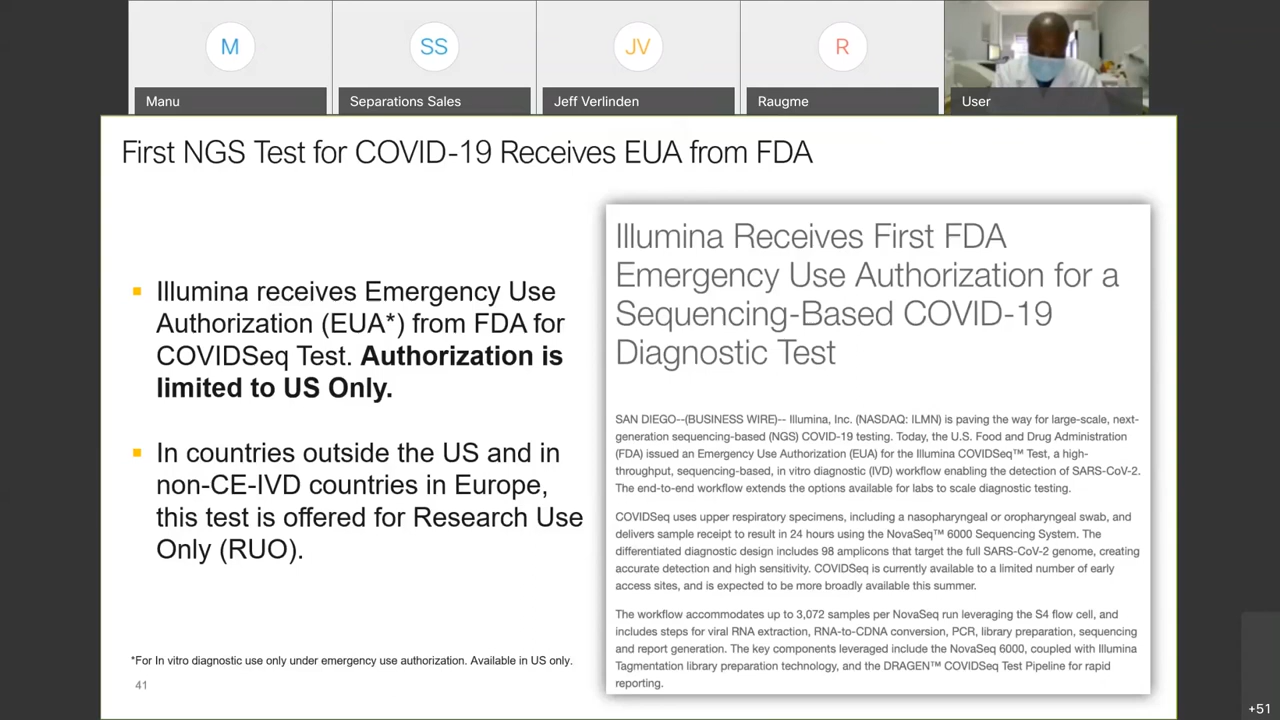 M
SS
JV
R
Manu
Separations Sales
Jeff Verlinden
Raugme
User
First NGS Test for COVID-19 Receives EUA from FDA
Illumina receives Emergency Use
Authorization (EUA*) from FDA for
COVIDSeq Test. Authorization is
limited to US Only.
In countries outside the US and in
non-CE-IVD countries in Europe,
this test is offered for Research Use
Only (RUO).
*For In vitro diagnostic use only under emergency use authorization. Available in US only.
41
Illumina Receives First FDA
Emergency Use Authorization for a
Sequencing-Based COVID-19
Diagnostic Test
SAN DIEGO--(BUSINESS WIRE)-- Illumina, Inc. (NASDAQ: ILMN) is paving the way for large-scale, next-
generation sequencing-based (NGS) COVID-19 testing. Today, the U.S. Food and Drug Administration
(FDA) issued an Emergency Use Authorization (EUA) for the Illumina COVIDSeq™ Test, a high-
throughput, sequencing-based, in vitro diagnostic (IVD) workflow enabling the detection of SARS-CoV-2.
The end-to-end workflow extends the options available for labs to scale diagnostic testing.
COVIDSeq uses upper respiratory specimens, including a nasopharyngeal or oropharyngeal swab, and
delivers sample receipt to result in 24 hours using the NovaSeq™ 6000 Sequencing System. The
differentiated diagnostic design includes 98 amplicons that target the full SARS-CoV-2 genome, creating
accurate detection and high sensitivity. COVIDSeq is currently available to a limited number of early
access sites, and is expected to be more broadly available this summer.
The workflow accommodates up to 3,072 samples per NovaSeq run leveraging the S4 flow cell, and
includes steps for viral RNA extraction, RNA-to-CDNA conversion, PCR, library preparation, sequencing
and report generation. The key components leveraged include the NovaSeq 6000, coupled with Illumina
Tagmentation library preparation technology, and the DRAGEN™ COVIDSeq Test Pipeline for rapid
reporting.
+51